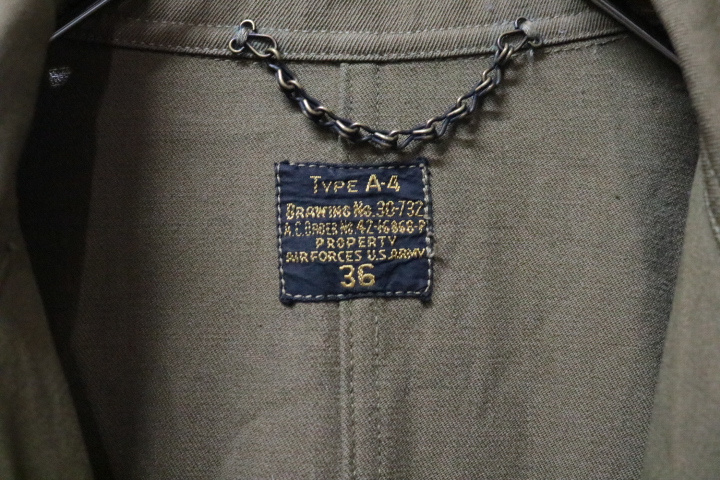 TYPE A-4
DRAWING No. 30-732
A.C. ORDER No. 42-16868-P
PROPERTY
AIR FORCES U.S. ARMY
36